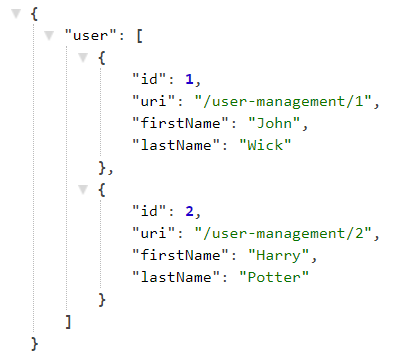 {
"user": [
{
"id": 1,
"uri": "/user-management/1",
"firstName": "John",
"lastName": "Wick"
},
{
"id": 2,
"uri": "/user-management/2",
"firstName": "Harry",
"lastName": "Potter"
}
]
}